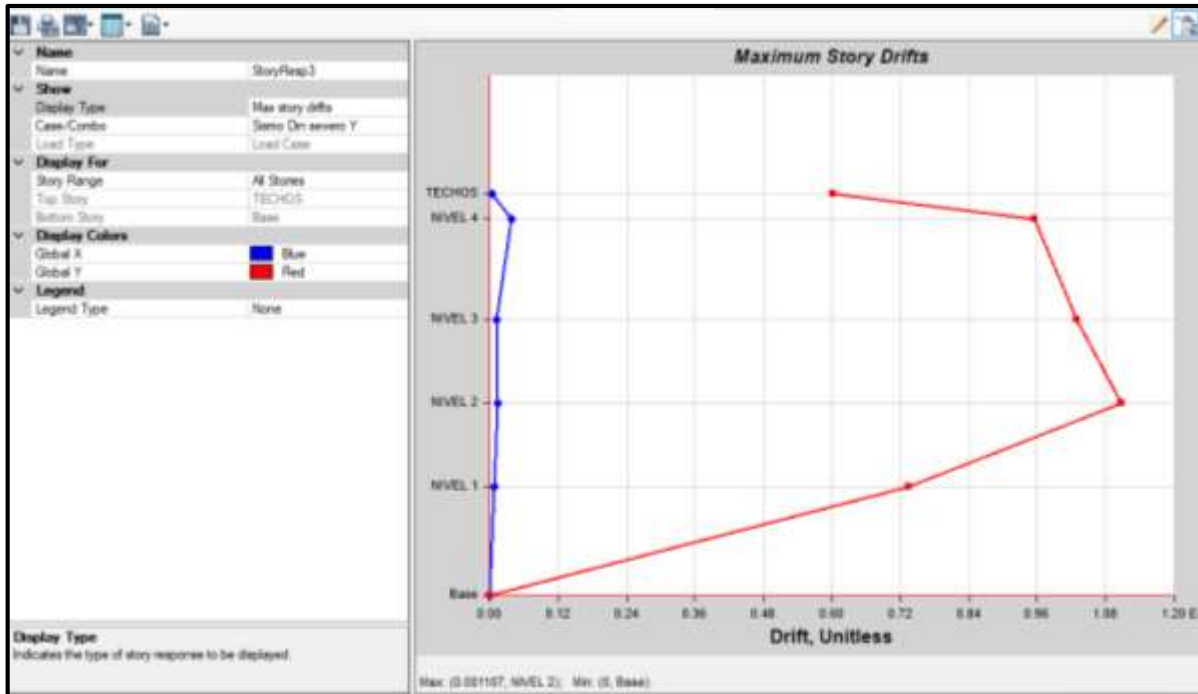 Maximum Story Drifts
Name
Name StoryResp3
Show
Display Type Max story drifts
Case/Combo Sismo Din severo Y
Load Type Load Case
Display For
Story Range All Stories
Top Story TECHOS
Bottom Story Base
Display Colors
Global X Blue
Global Y Red
Legend
Legend Type None
TECHOS
NIVEL 4
NIVEL 3
NIVEL 2
NIVEL 1
Base
0.00 0.12 0.24 0.36 0.48 0.60 0.72 0.84 0.96 1.08 1.20 E
Drift, Unitless
Display Type
Indicates the type of story response to be displayed.
Max: (0.001107, NIVEL 2); Min: (0, Base)